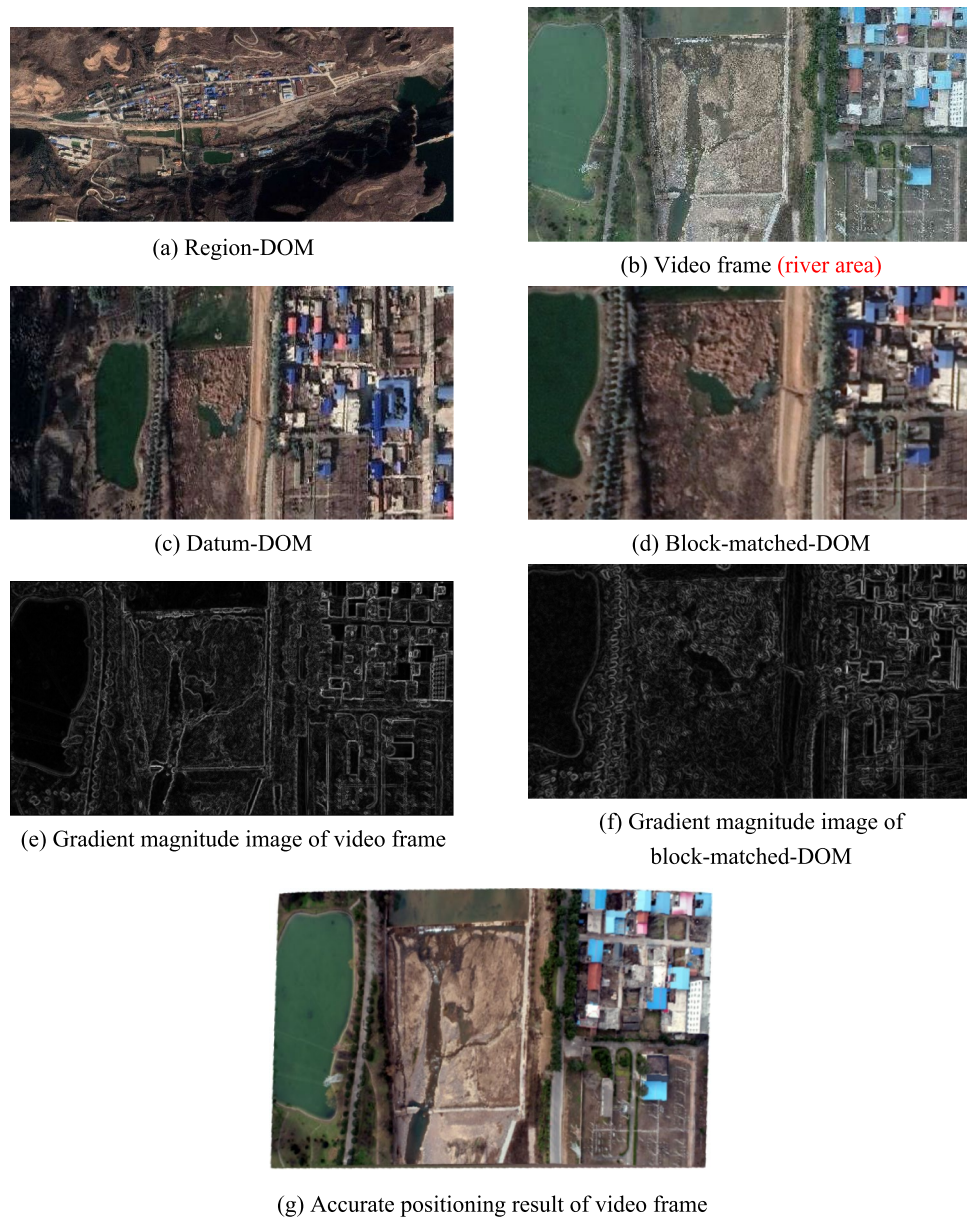 (a) Region-DOM
(b) Video frame (river area)
(c) Datum-DOM
(d) Block-matched-DOM
(e) Gradient magnitude image of video frame
(f) Gradient magnitude image of
block-matched-DOM
(g) Accurate positioning result of video frame